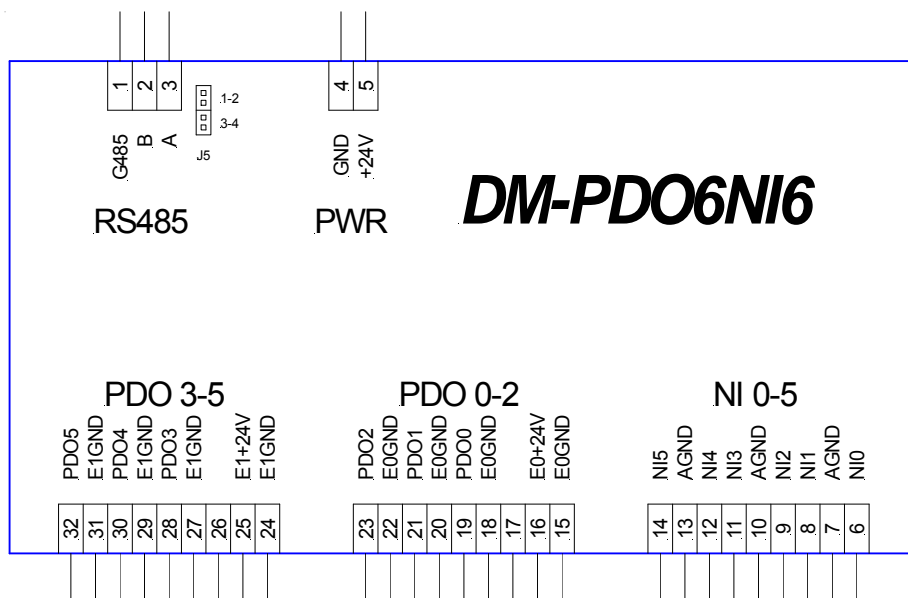 1 2 3 4 5
1-2
3-4
J5
G485 B A GND +24V
RS485 PWR DM-PDO6NI6
PDO 3-5 PDO 0-2 NI 0-5
PDO5 E1GND PDO4 E1GND PDO3 E1GND E1+24V E1GND PDO2 E0GND PDO1 E0GND PDO0 E0GND E0+24V E0GND NI5 AGND NI4 NI3 AGND NI2 NI1 AGND NI0
32 31 30 29 28 27 26 25 24 23 22 21 20 19 18 17 16 15 14 13 12 11 10 9 8 7 6